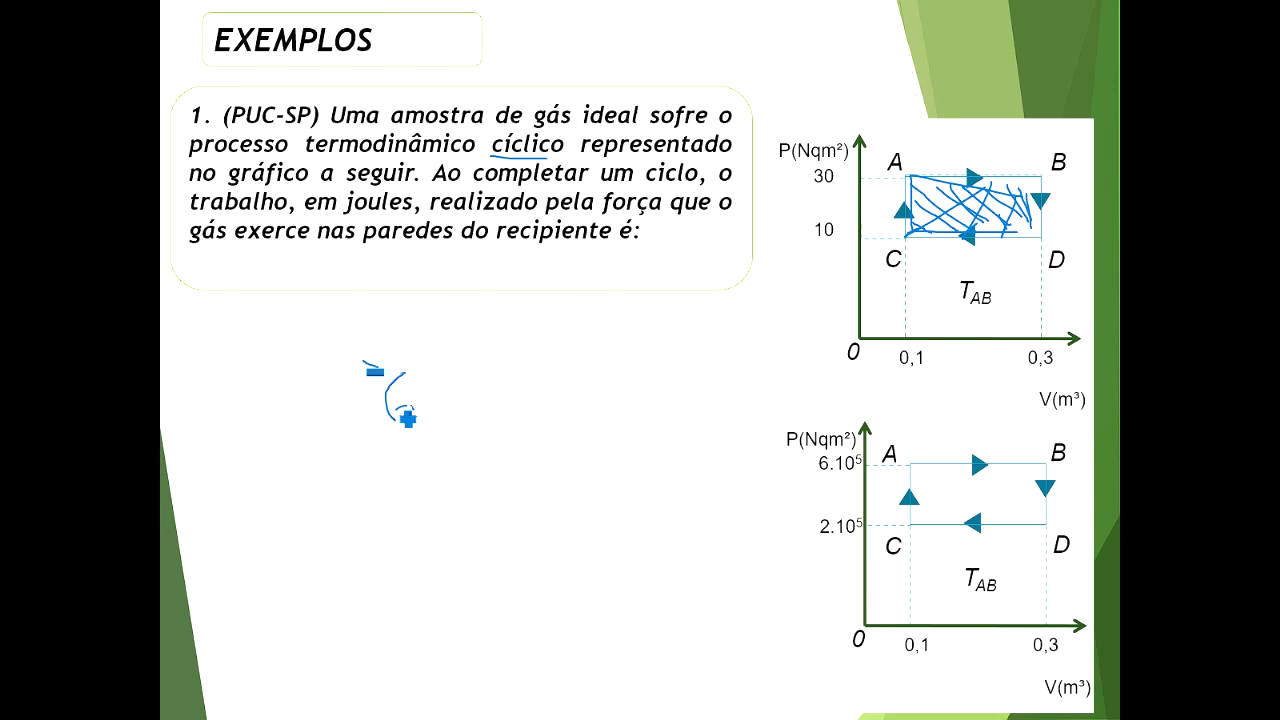 EXEMPLOS
1. (PUC-SP) Uma amostra de gás ideal sofre o
processo termodinâmico cíclico representado
no gráfico a seguir. Ao completar um ciclo, o
trabalho, em joules, realizado pela força que o
gás exerce nas paredes do recipiente é:
P(Nqm²)
30
10
A
B
C
D
T_AB
0
0,1
0,3
V(m³)
P(Nqm²)
6.10⁵
2.10⁵
A
B
C
D
T_AB
0
0,1
0,3
V(m³)